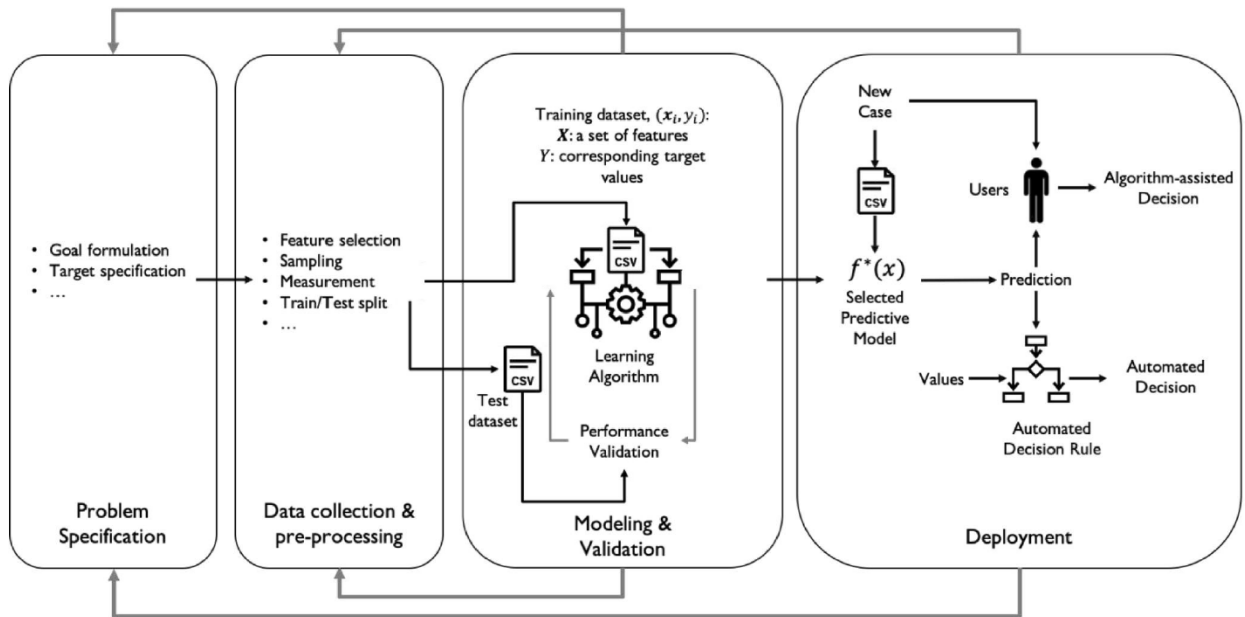 • Goal formulation
• Target specification
• ...
Problem
Specification
• Feature selection
• Sampling
• Measurement
• Train/Test split
• ...
Data collection &
pre-processing
Training dataset, (xᵢ, yᵢ):
X: a set of features
Y: corresponding target
values
CSV
Learning
Algorithm
CSV
Test
dataset
Performance
Validation
Modeling &
Validation
New
Case
CSV
f*(x)
Selected
Predictive
Model
Users
Algorithm-assisted
Decision
Prediction
Values
Automated
Decision
Automated
Decision Rule
Deployment